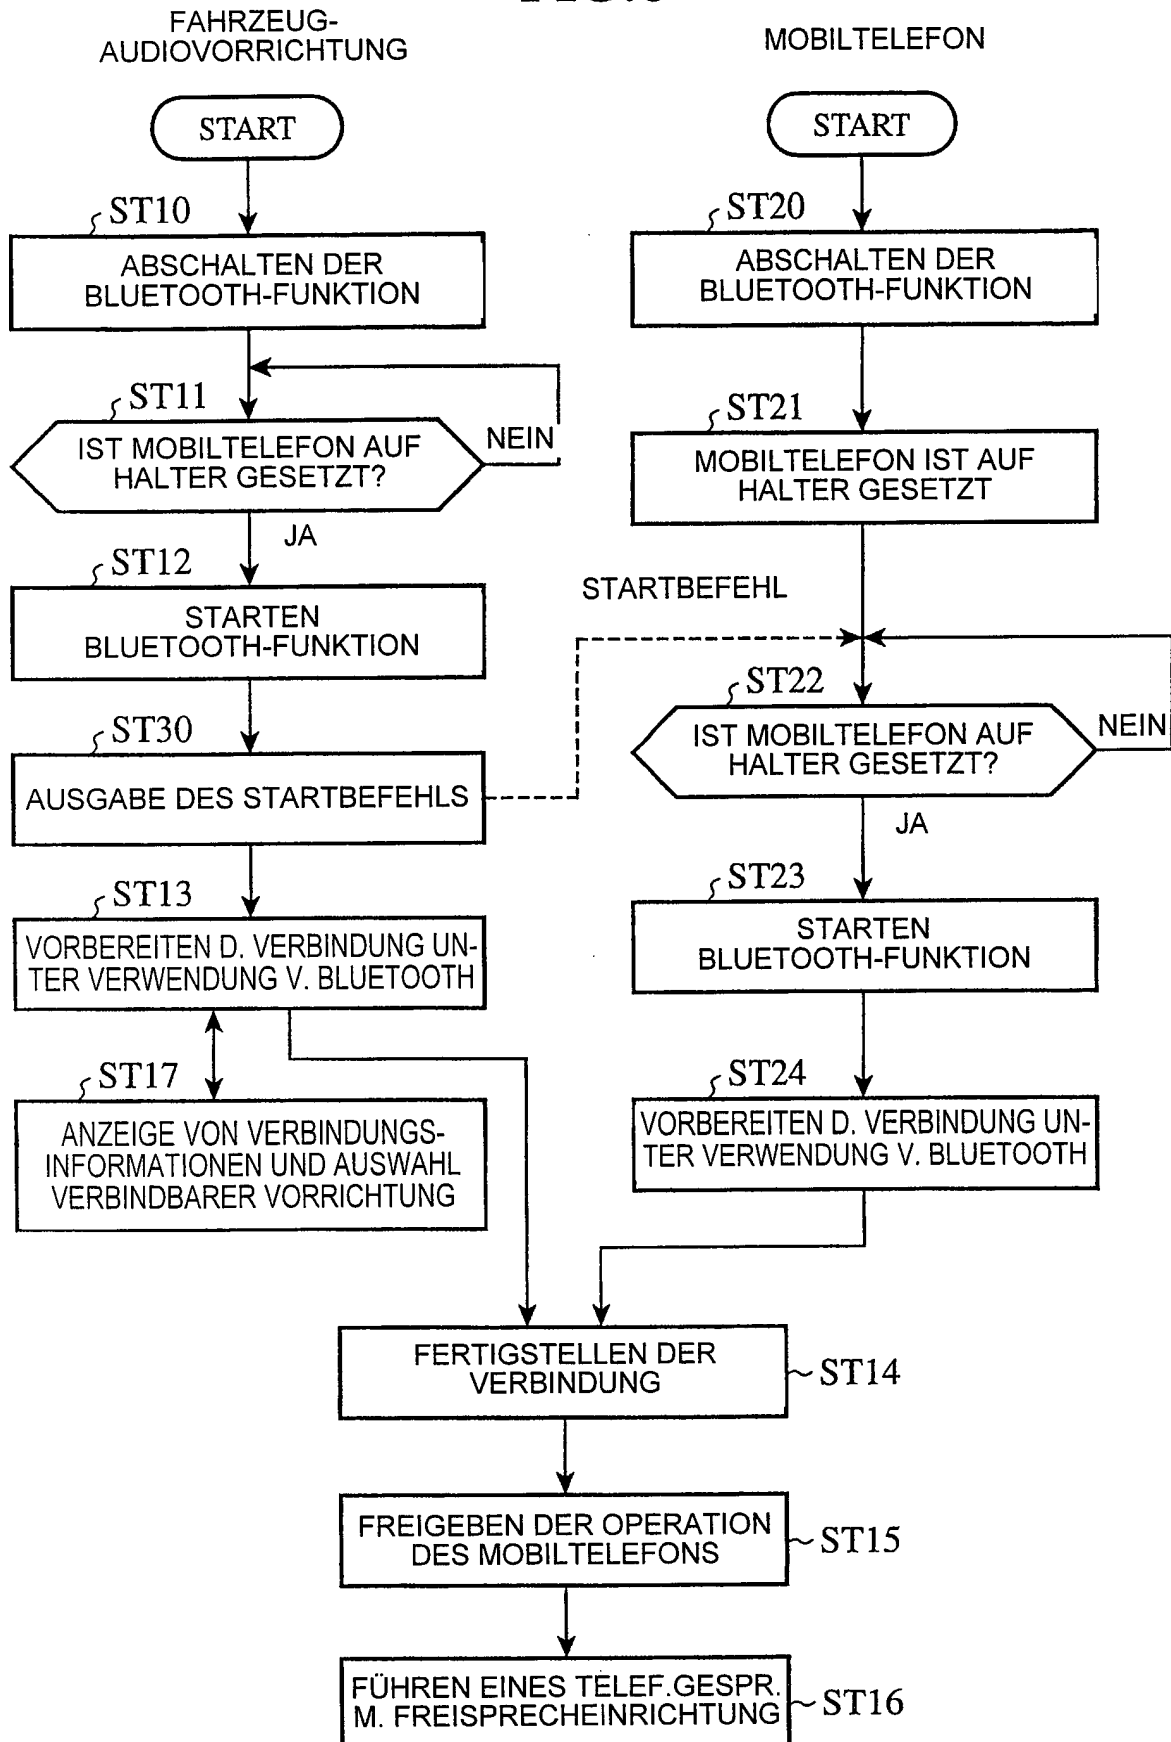 FAHRZEUG-
AUDIOVORRICHTUNG
START
ST10
ABSCHALTEN DER
BLUETOOTH-FUNKTION
ST11
IST MOBILTELEFON AUF
HALTER GESETZT?
NEIN
JA
ST12
STARTEN
BLUETOOTH-FUNKTION
ST30
AUSGABE DES STARTBEFEHLS
ST13
VORBEREITEN D. VERBINDUNG UN-
TER VERWENDUNG V. BLUETOOTH
ST17
ANZEIGE VON VERBINDUNGS-
INFORMATIONEN UND AUSWAHL
VERBINDBARER VORRICHTUNG
MOBILTELEFON
START
ST20
ABSCHALTEN DER
BLUETOOTH-FUNKTION
ST21
MOBILTELEFON IST AUF
HALTER GESETZT
STARTBEFEHL
ST22
IST MOBILTELEFON AUF
HALTER GESETZT?
NEIN
JA
ST23
STARTEN
BLUETOOTH-FUNKTION
ST24
VORBEREITEN D. VERBINDUNG UN-
TER VERWENDUNG V. BLUETOOTH
FERTIGSTELLEN DER
VERBINDUNG
ST14
FREIGEBEN DER OPERATION
DES MOBILTELEFONS
ST15
FÜHREN EINES TELEF.GESPR.
M. FREISPRECHEINRICHTUNG
ST16